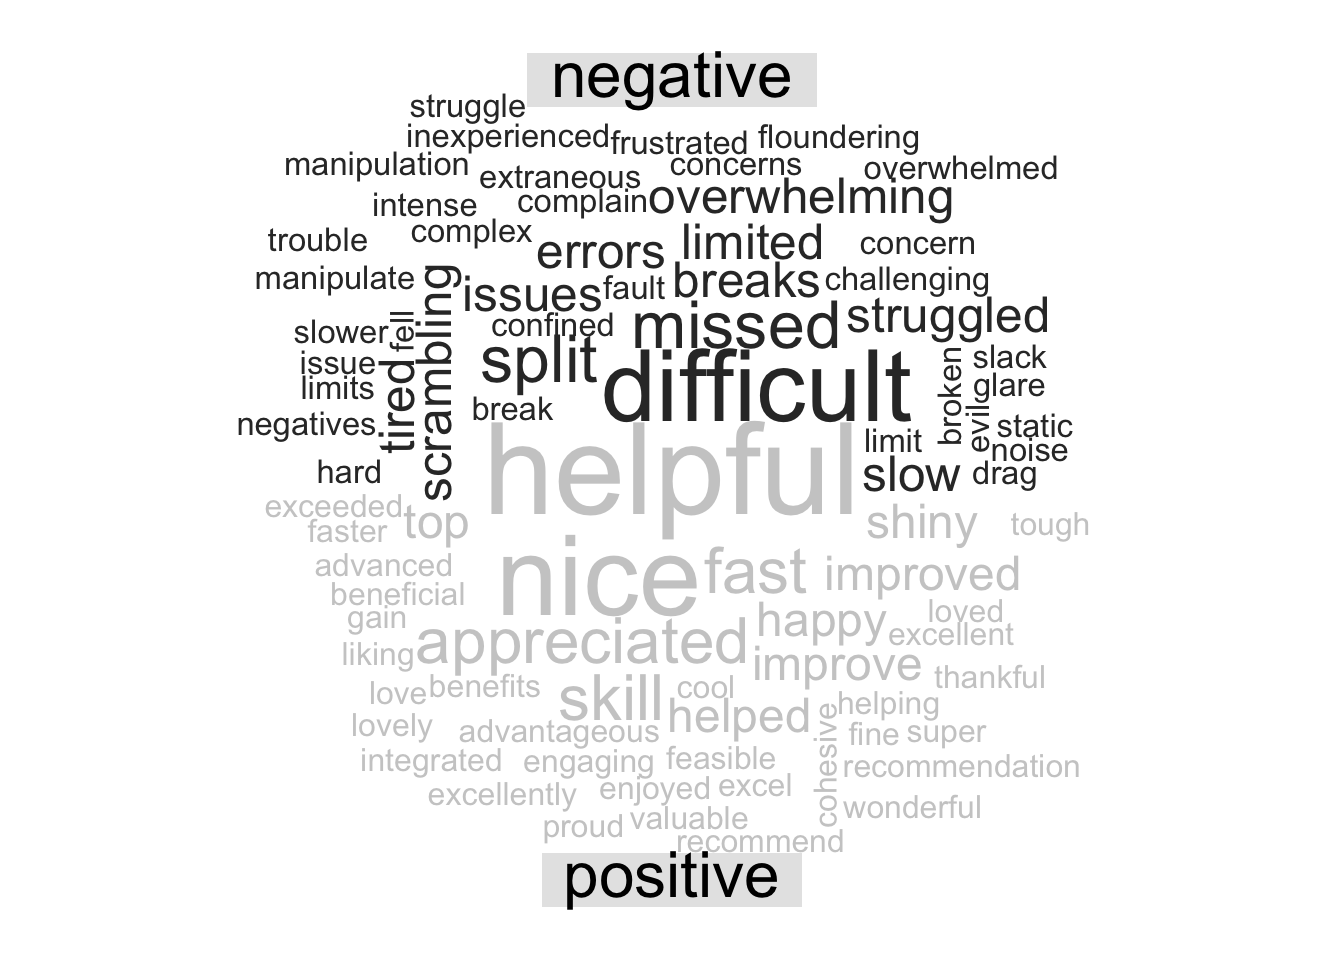 negative
struggle
inexperienced frustrated floundering
manipulation extraneous concerns overwhelmed
intense complain overwhelming
trouble complex errors limited concern
manipulate scrambling issues fault breaks challenging
slower fell confined missed struggled
issue tired split difficult broken slack
limits evil glare
negatives break limit static
noise
hard slow drag
helpful
exceeded top shiny tough
faster
advanced nice fast improved
beneficial
gain happy loved
liking appreciated excellent
improve thankful
love benefits skill cool helping
lovely advantageous helped cohesive fine super
integrated engaging feasible recommendation
excellently enjoyed excel wonderful
proud valuable
recommend
positive